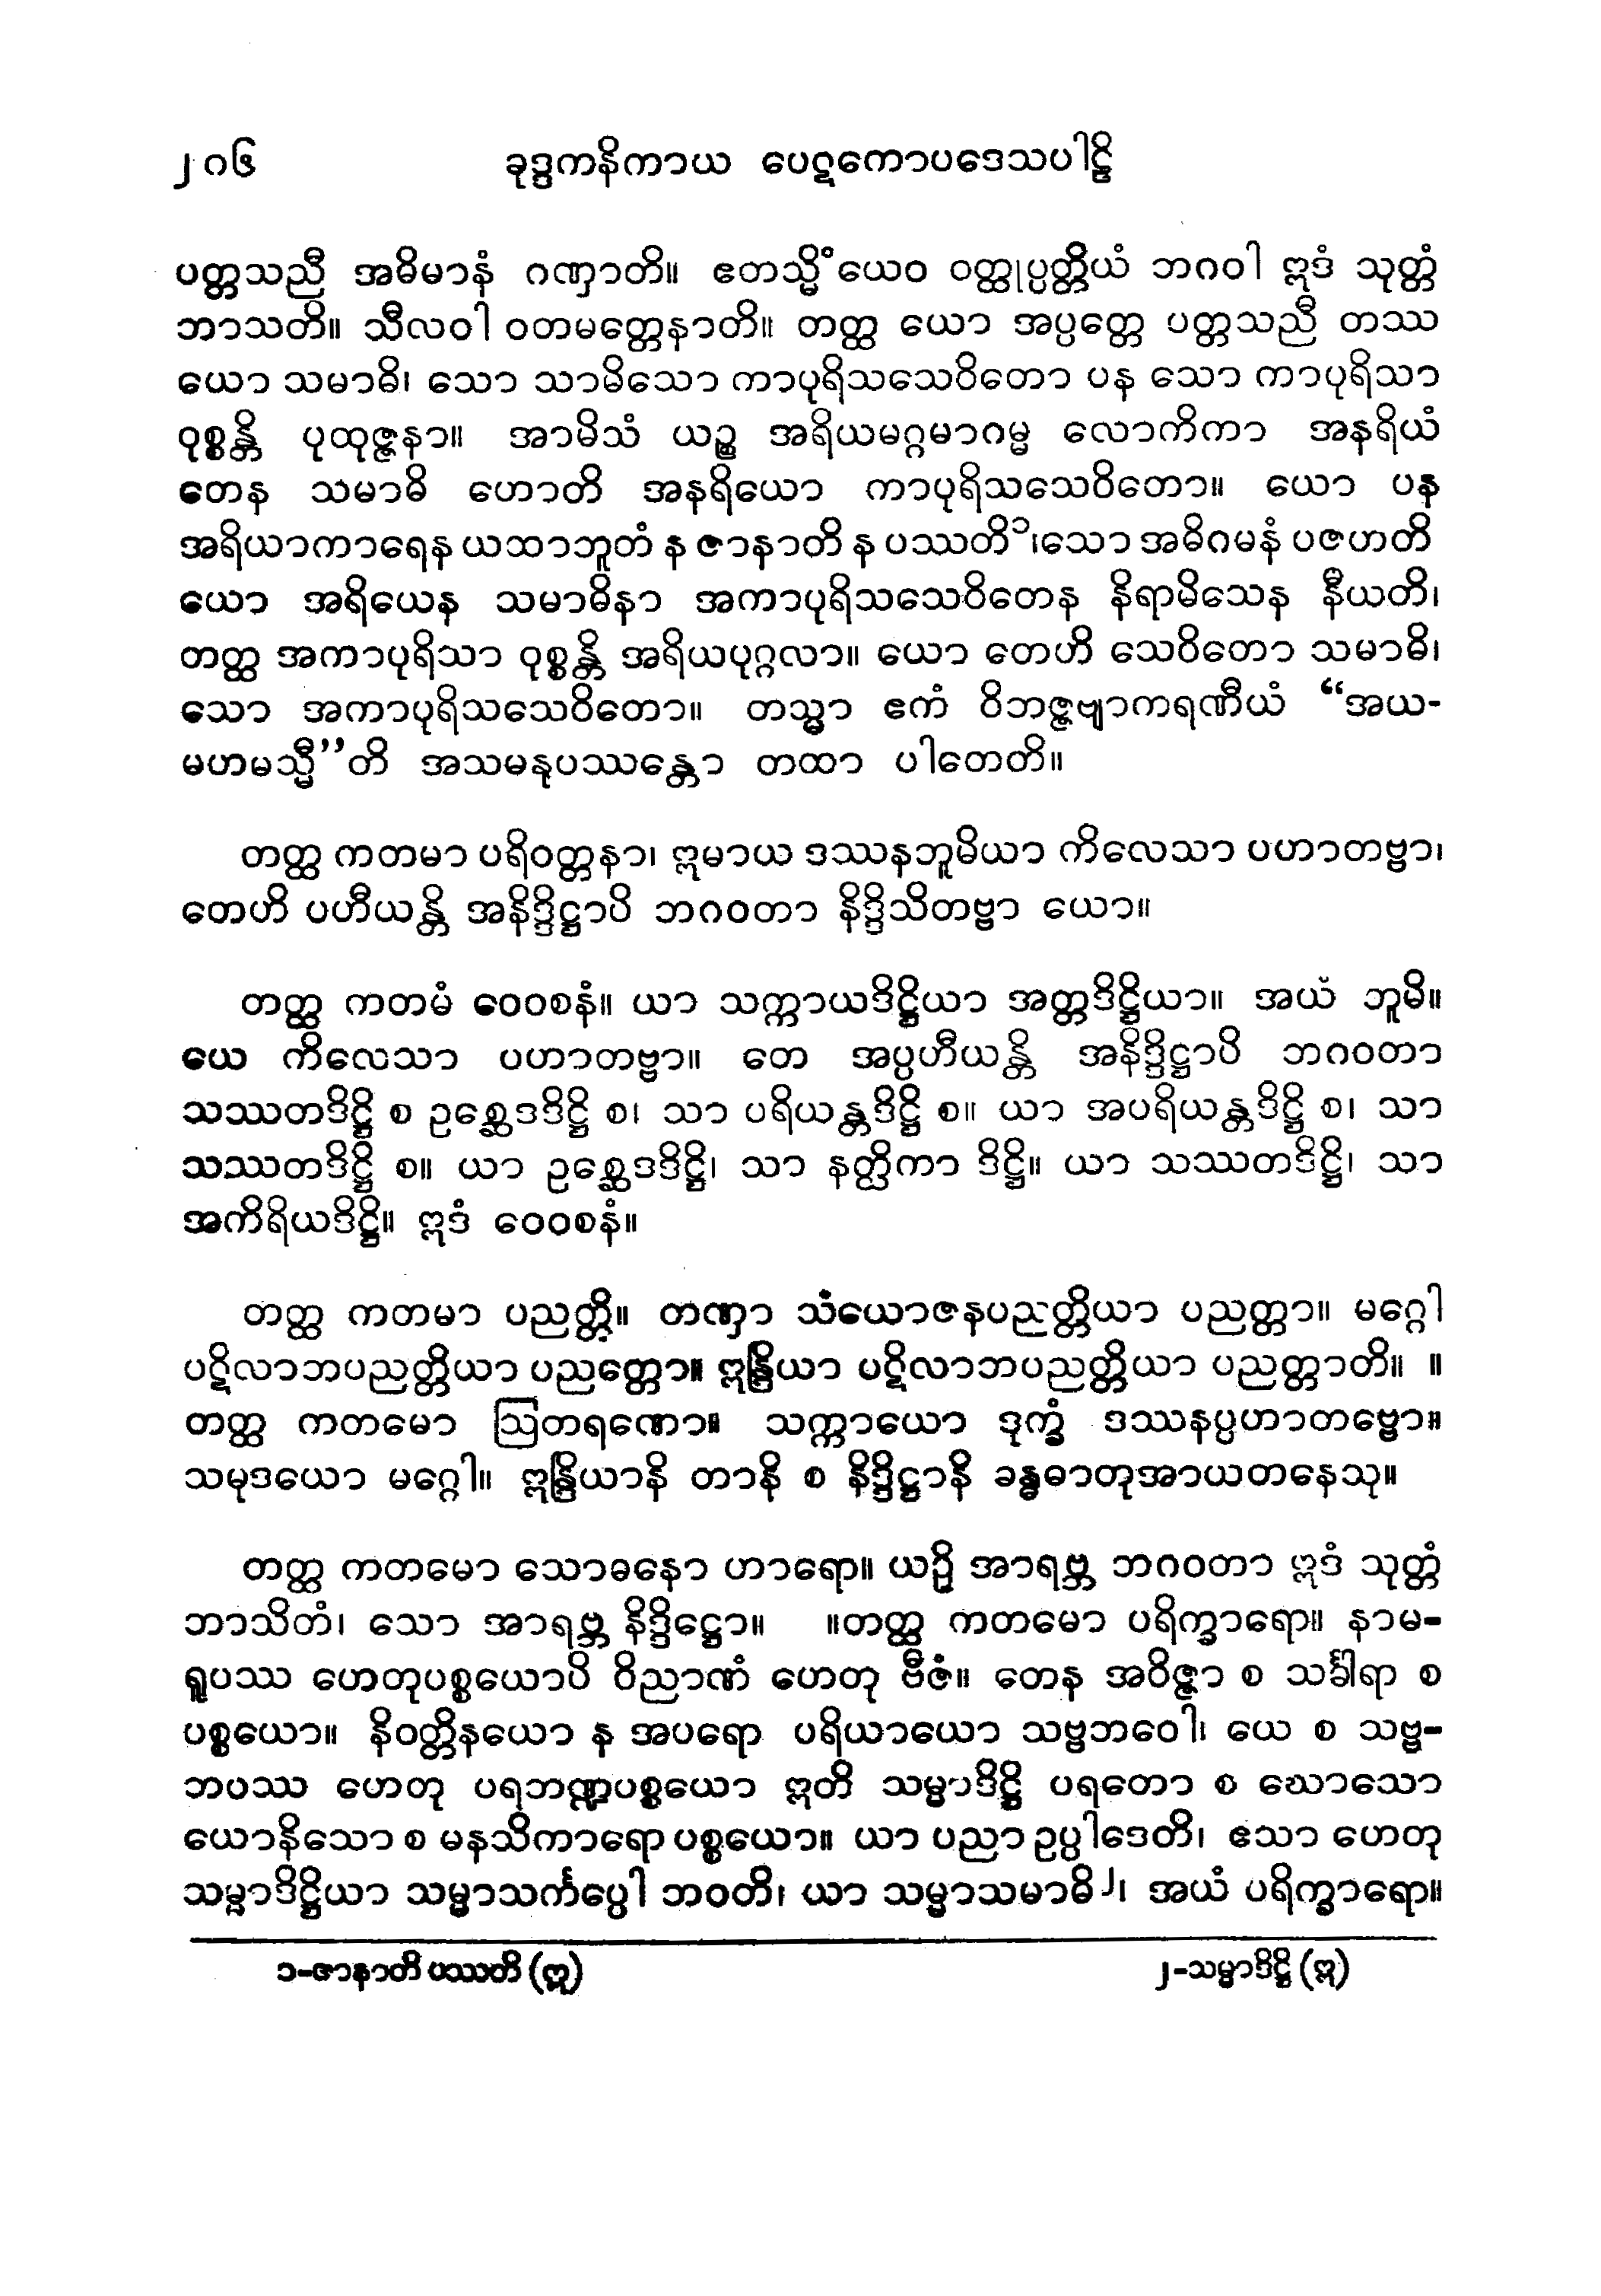 ၂၀၆ ခုဒ္ဒကနိကာယ ပေဋကောပဒေသပါဠိ
ပတ္တသညီ အဓိမာနံ ဂဏှာတိ။ ဧတသ္မိံယေဝ ဝတ္ထုပ္ပတ္တိယံ ဘဂဝါ ဣဒံ သုတ္တံ
ဘာသတိ။ သီလဝါ ဝတမတ္တေနာတိ။ တတ္ထ ယော အပ္ပတ္တေ ပတ္တသညီ တဿ
ယော သမာဓိ၊ သော သာမိသော ကာပုရိသသေဝိတော ပန သော ကာပုရိသာ
ဝုစ္စန္တိ ပုထုဇ္ဇနာ။ အာမိသံ ယဉ္စ အရိယမဂ္ဂမာဂမ္မ လောကိကာ အနရိယံ
တေန သမာဓိ ဟောတိ အနရိယော ကာပုရိသသေဝိတော။ ယော ပန
အရိယာကာရေန ယထာဘူတံ န ဇာနာတိ န ပဿတိ၁၊သော အဓိဂမနံ ပဇဟတိ
ယော အရိယေန သမာဓိနာ အကာပုရိသသေဝိတေန နိရာမိသေန နီယတိ၊
တတ္ထ အကာပုရိသာ ဝုစ္စန္တိ အရိယပုဂ္ဂလာ။ ယော တေဟိ သေဝိတော သမာဓိ၊
သော အကာပုရိသသေဝိတော။ တသ္မာ ဧကံ ဝိဘဇ္ဇဗျာကရဏီယံ “အယ-
မဟမသ္မီ”တိ အသမနုပဿန္တော တထာ ပါတေတိ။
တတ္ထ ကတမာ ပရိဝတ္တနာ၊ ဣမာယ ဒဿနဘူမိယာ ကိလေသာ ပဟာတဗ္ဗာ၊
တေဟိ ပဟီယန္တိ အနိဒ္ဒိဋ္ဌာပိ ဘဂဝတာ နိဒ္ဒိသိတဗ္ဗာ ယော။
တတ္ထ ကတမံ ဝေဝစနံ။ ယာ သက္ကာယဒိဋ္ဌိယာ အတ္တဒိဋ္ဌိယာ။ အယံ ဘူမိ။
ယေ ကိလေသာ ပဟာတဗ္ဗာ။ တေ အပ္ပဟီယန္တိ အနိဒ္ဒိဋ္ဌာပိ ဘဂဝတာ
သဿတဒိဋ္ဌိ စ ဥစ္ဆေဒဒိဋ္ဌိ စ၊ သာ ပရိယန္တဒိဋ္ဌိ စ။ ယာ အပရိယန္တဒိဋ္ဌိ စ၊ သာ
သဿတဒိဋ္ဌိ စ။ ယာ ဥစ္ဆေဒဒိဋ္ဌိ၊ သာ နတ္ထိကာ ဒိဋ္ဌိ။ ယာ သဿတဒိဋ္ဌိ၊ သာ
အကိရိယဒိဋ္ဌိ။ ဣဒံ ဝေဝစနံ။
တတ္ထ ကတမာ ပညတ္တိ။ တဏှာ သံယောဇနပညတ္တိယာ ပညတ္တာ။ မဂ္ဂေါ
ပဋိလာဘပညတ္တိယာ ပညတ္တော။ ဣန္ဒြိယာ ပဋိလာဘပညတ္တိယာ ပညတ္တာတိ။ ။
တတ္ထ ကတမော ဩတရဏော။ သက္ကာယော ဒုက္ခံ ဒဿနပ္ပဟာတဗ္ဗော။
သမုဒယော မဂ္ဂေါ။ ဣန္ဒြိယာနိ တာနိ စ နိဒ္ဒိဋ္ဌာနိ ခန္ဓဓာတုအာယတနေသု။
တတ္ထ ကတမော သောဓနော ဟာရော။ ယဉှိ အာရဗ္ဘ ဘဂဝတာ ဣဒံ သုတ္တံ
ဘာသိတံ၊ သော အာရဗ္ဘ နိဒ္ဒိဋ္ဌော။ ။တတ္ထ ကတမော ပရိက္ခာရော။ နာမ-
ရူပဿ ဟေတုပစ္စယောပိ ဝိညာဏံ ဟေတု ဗီဇံ။ တေန အဝိဇ္ဇာ စ သင်္ခါရာ စ
ပစ္စယော။ နိဝတ္တိနယော န အပရော ပရိယာယော သဗ္ဗဘဝေါ၊ ယေ စ သဗ္ဗ-
ဘဝဿ ဟေတု ပရဘဏ္ဍပစ္စယော ဣတိ သမ္မာဒိဋ္ဌိ ပရတော စ ဃောသော
ယောနိသော စ မနသိကာရော ပစ္စယော။ ယာ ပညာ ဥပ္ပါဒေတိ၊ ဧသာ ဟေတု
သမ္မာဒိဋ္ဌိယာ သမ္မာသင်္ကပ္ပေါ ဘဝတိ၊ ယာ သမ္မာသမာဓိ၂၊ အယံ ပရိက္ခာရော။
၁-ဇာနာတိ ပဿတိ (ဣ) ၂-သမ္မာဒိဋ္ဌိ (ဣ)